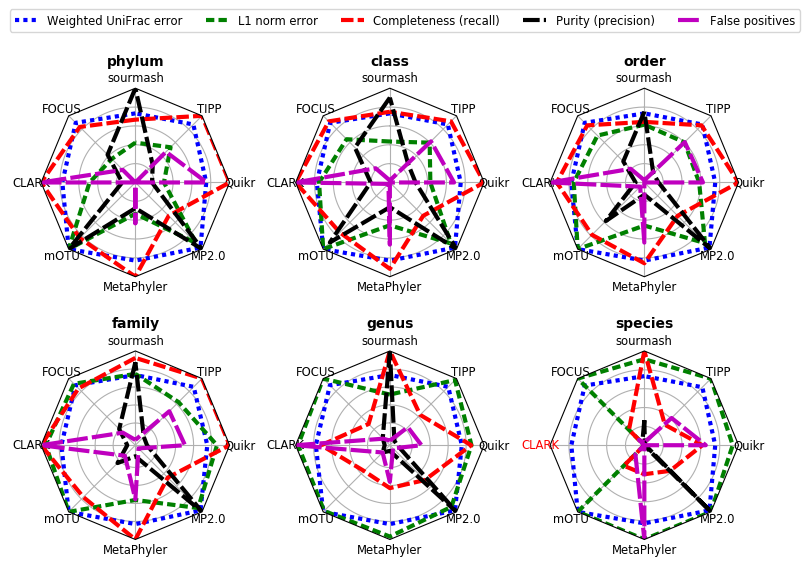 Weighted UniFrac error L1 norm error Completeness (recall) Purity (precision) False positives
phylum class order
sourmash sourmash sourmash
FOCUS TIPP FOCUS TIPP FOCUS TIPP
CLARK Quikr CLARK Quikr CLARK Quikr
mOTU MP2.0 mOTU MP2.0 mOTU MP2.0
MetaPhyler MetaPhyler MetaPhyler
family genus species
sourmash sourmash sourmash
FOCUS TIPP FOCUS TIPP FOCUS TIPP
CLARK Quikr CLARK Quikr CLARK Quikr
mOTU MP2.0 mOTU MP2.0 mOTU MP2.0
MetaPhyler MetaPhyler MetaPhyler